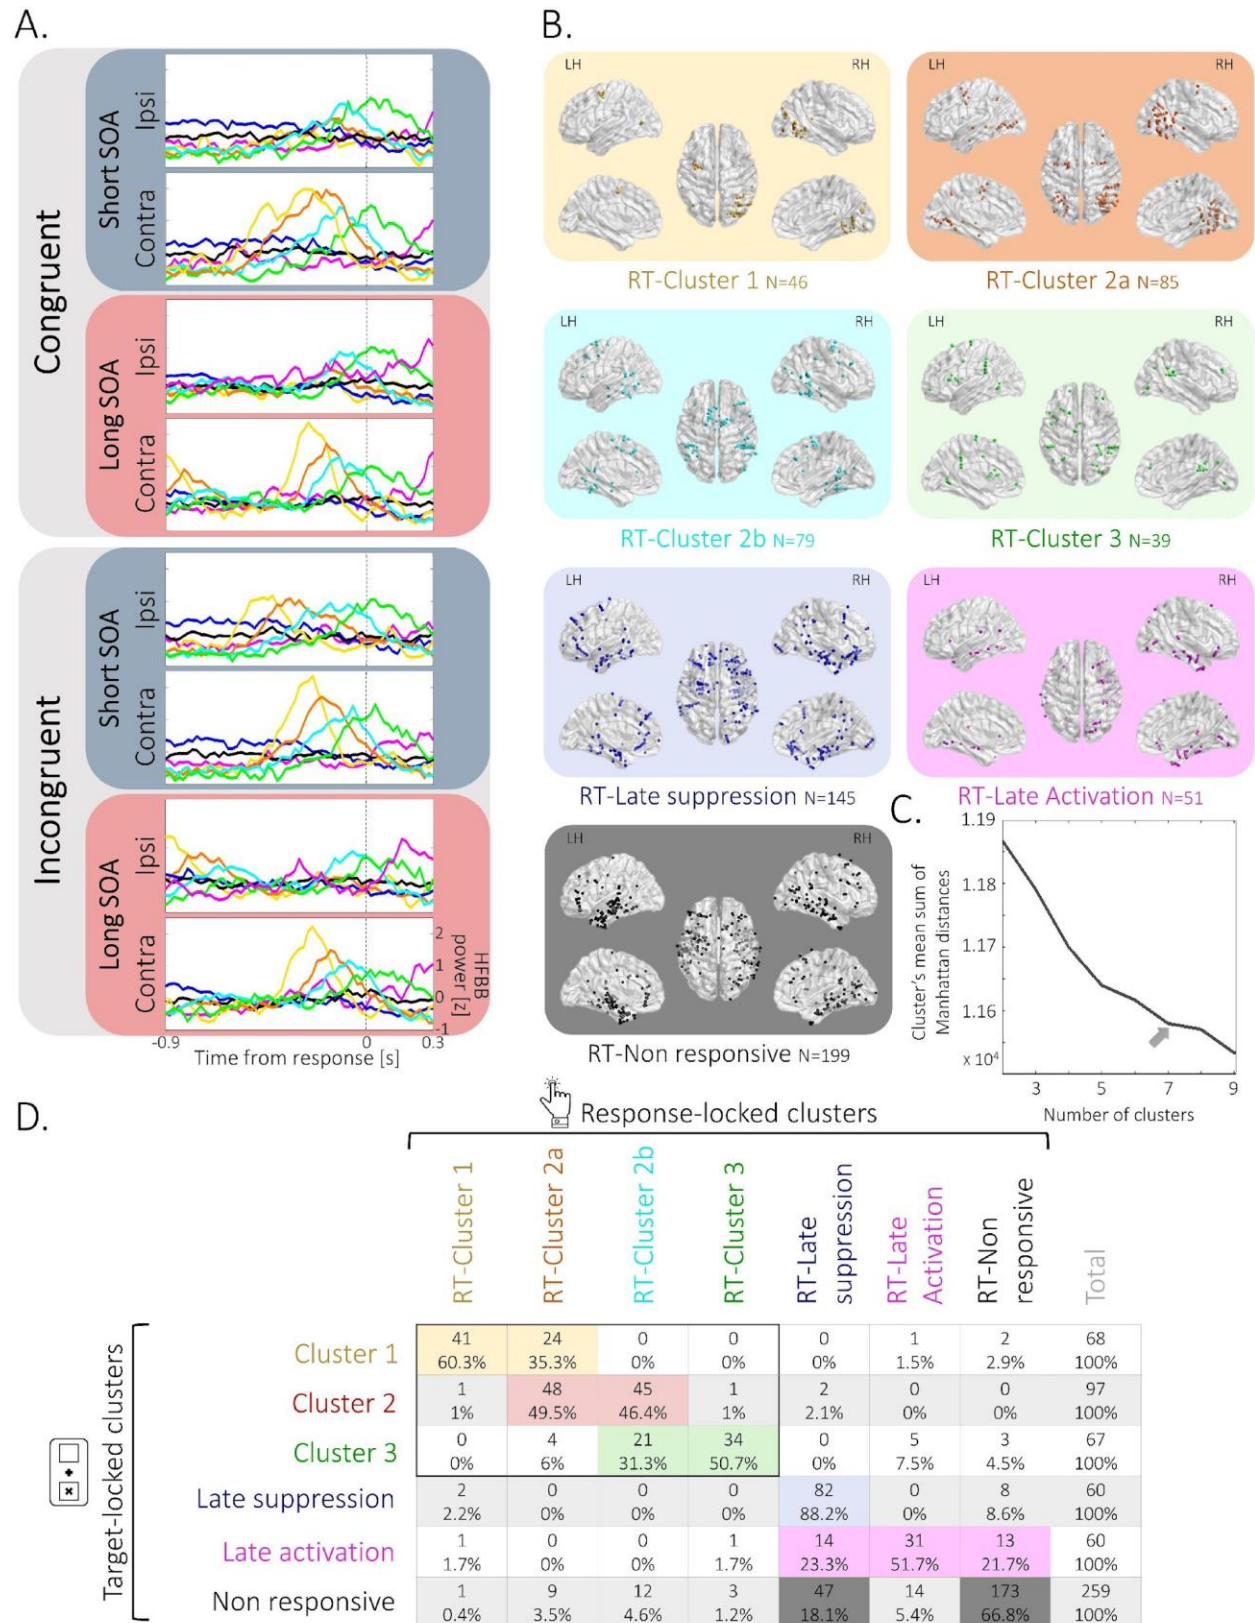 A.
Congruent
Short SOA
Ipsi
Contra
Long SOA
Ipsi
Contra
Incongruent
Short SOA
Ipsi
Contra
Long SOA
Ipsi
Contra
2
1
0
-1
HFBB
power [z]
-0.9
0
0.3
Time from response [s]
B.
LH
RH
RT-Cluster 1 N=46
LH
RH
RT-Cluster 2a N=85
LH
RH
RT-Cluster 2b N=79
LH
RH
RT-Cluster 3 N=39
LH
RH
RT-Late suppression N=145
LH
RH
RT-Late Activation N=51
LH
RH
RT-Non responsive N=199
C.
Cluster's mean sum of
Manhattan distances
1.19
1.18
1.17
1.16
x 10⁴
3 5 7 9
Number of clusters
D.
Response-locked clusters
RT-Cluster 1
RT-Cluster 2a
RT-Cluster 2b
RT-Cluster 3
RT-Late
suppression
RT-Late
Activation
RT-Non
responsive
Total
Target-locked clusters
Cluster 1
41 24 0 0 0 1 2 68
60.3% 35.3% 0% 0% 0% 1.5% 2.9% 100%
Cluster 2
1 48 45 1 2 0 0 97
1% 49.5% 46.4% 1% 2.1% 0% 0% 100%
Cluster 3
0 4 21 34 0 5 3 67
0% 6% 31.3% 50.7% 0% 7.5% 4.5% 100%
Late suppression
2 0 0 0 82 0 8 60
2.2% 0% 0% 0% 88.2% 0% 8.6% 100%
Late activation
1 0 0 1 14 31 13 60
1.7% 0% 0% 1.7% 23.3% 51.7% 21.7% 100%
Non responsive
1 9 12 3 47 14 173 259
0.4% 3.5% 4.6% 1.2% 18.1% 5.4% 66.8% 100%